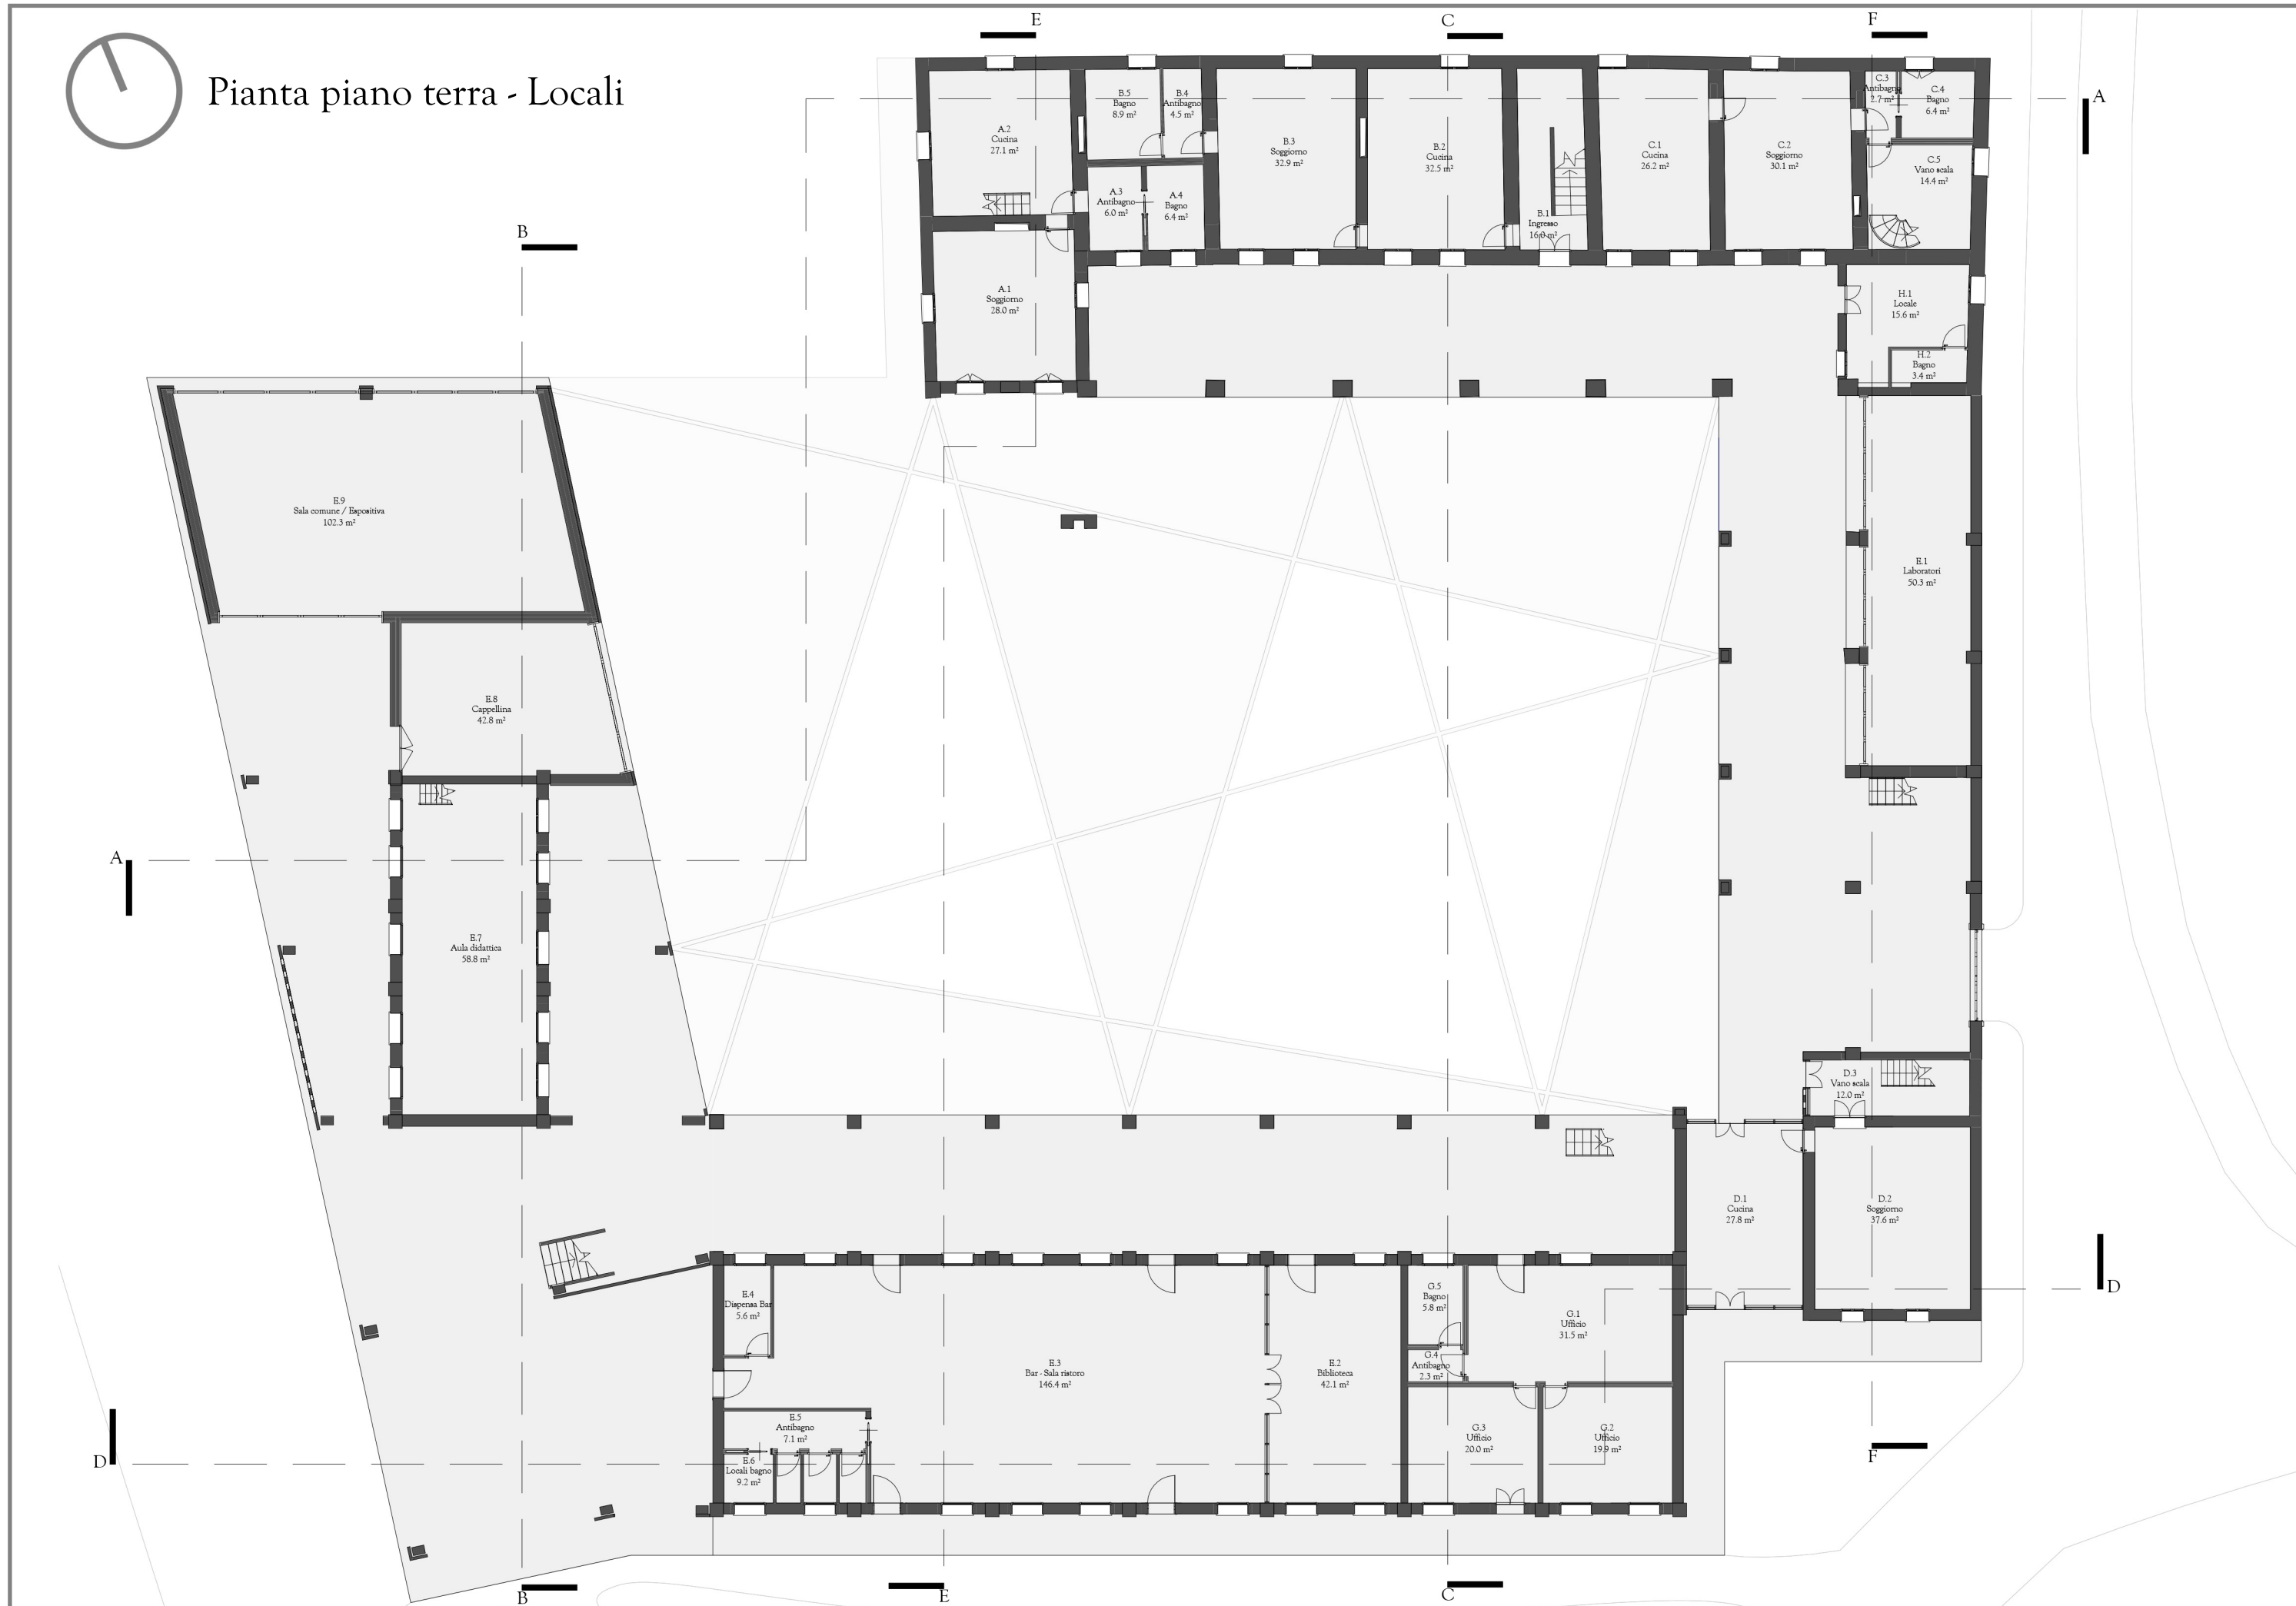 E
C
F
Pianta piano terra - Locali
A
B.5
Bagno
8.9 m²
B.4
Antibagno
4.5 m²
C.3
Antibagno
2.7 m²
C.4
Bagno
6.4 m²
A.2
Cucina
27.1 m²
B.3
Soggiorno
32.9 m²
B.2
Cucina
32.5 m²
C.1
Cucina
26.2 m²
C.2
Soggiorno
30.1 m²
C.5
Vano scala
14.4 m²
A.3
Antibagno
6.0 m²
A.4
Bagno
6.4 m²
B.1
Ingresso
16.0 m²
B
A.1
Soggiorno
28.0 m²
H.1
Locale
15.6 m²
H.2
Bagno
3.4 m²
E.9
Sala comune / Espositiva
102.3 m²
E.1
Laboratori
50.3 m²
E.8
Cappellina
42.8 m²
A
E.7
Aula didattica
58.8 m²
D.3
Vano scala
12.0 m²
D.1
Cucina
27.8 m²
D.2
Soggiorno
37.6 m²
D
E.4
Dispensa Bar
5.6 m²
G.5
Bagno
5.8 m²
G.1
Ufficio
31.5 m²
E.3
Bar - Sala ristoro
146.4 m²
E.2
Biblioteca
42.1 m²
G.4
Antibagno
2.3 m²
E.5
Antibagno
7.1 m²
G.3
Ufficio
20.0 m²
G.2
Ufficio
19.9 m²
E.6
Locali bagno
9.2 m²
D
F
B
E
C